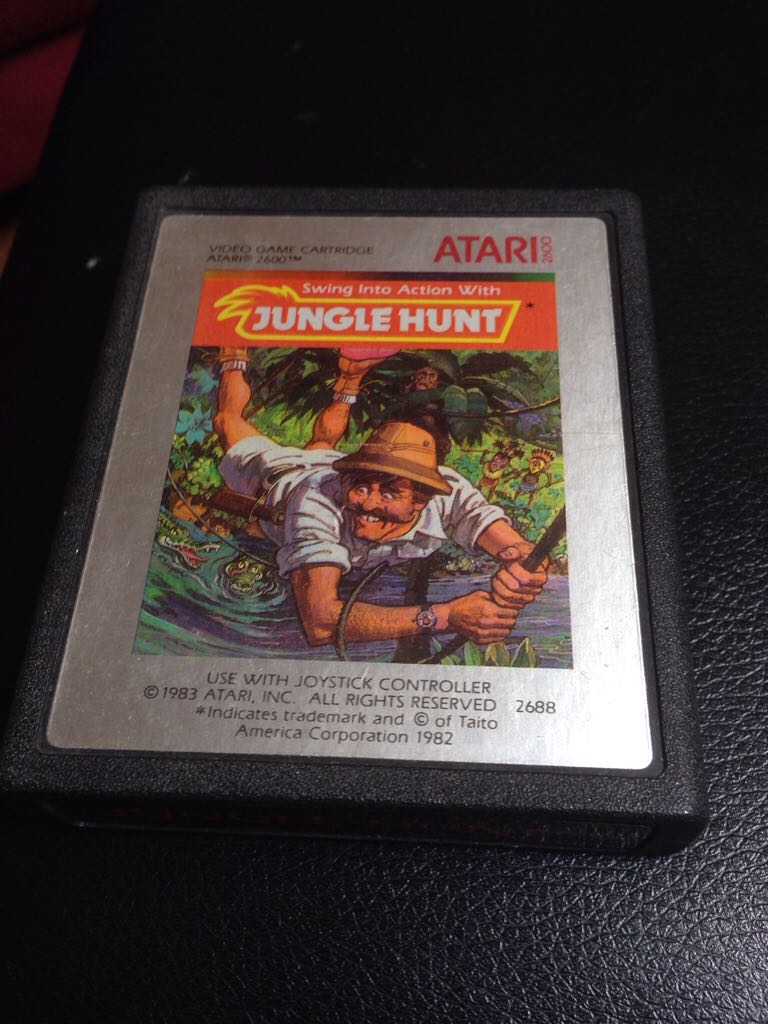 VIDEO GAME CARTRIDGE
ATARI® 2600™
ATARI 2600
Swing Into Action With
JUNGLE HUNT*
USE WITH JOYSTICK CONTROLLER
© 1983 ATARI, INC. ALL RIGHTS RESERVED 2688
*Indicates trademark and © of Taito
America Corporation 1982